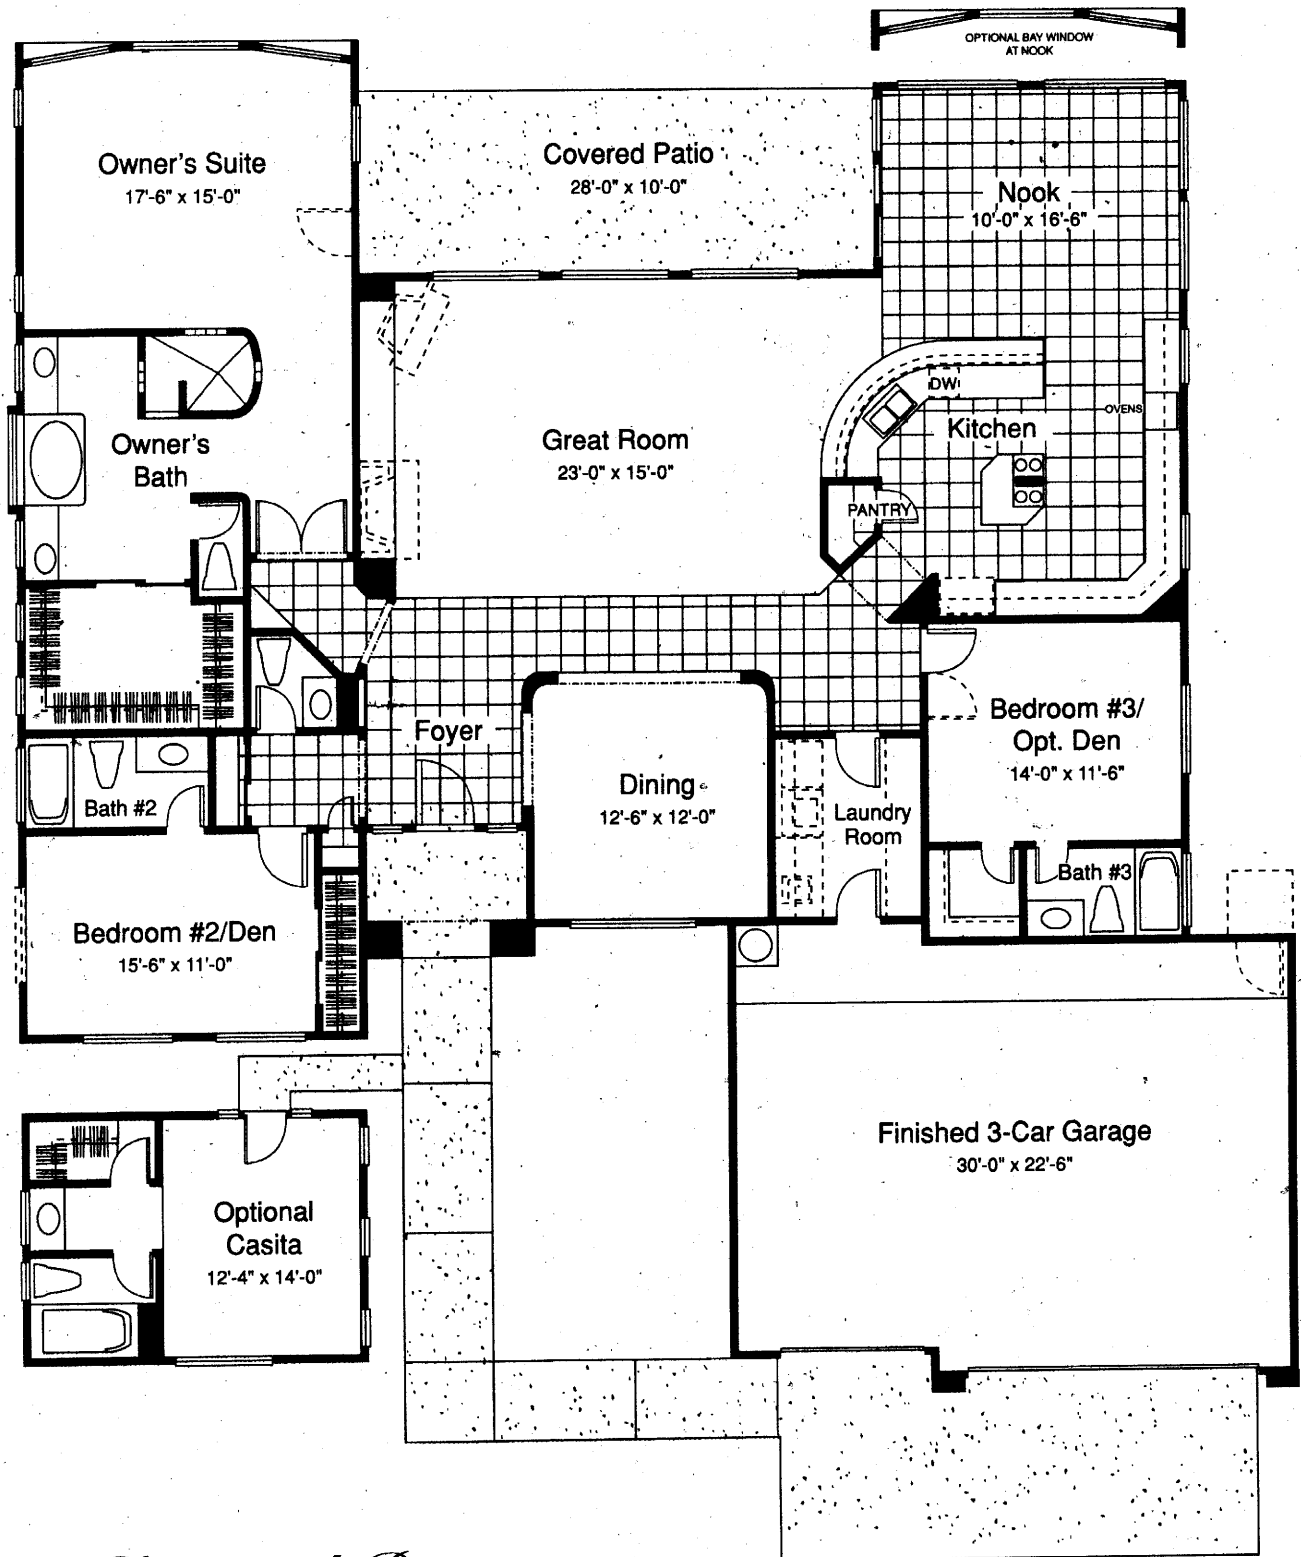 OPTIONAL BAY WINDOW
AT NOOK
Owner's Suite
17'-6" x 15'-0"
Covered Patio
28'-0" x 10'-0"
Nook
10'-0" x 16'-6"
DW
OVENS
Kitchen
Owner's
Bath
Great Room
23'-0" x 15'-0"
PANTRY
Foyer
Bedroom #3/
Opt. Den
14'-0" x 11'-6"
Dining
12'-6" x 12'-0"
Bath #2
Laundry
Room
Bath #3
Bedroom #2/Den
15'-6" x 11'-0"
Finished 3-Car Garage
30'-0" x 22'-6"
Optional
Casita
12'-4" x 14'-0"